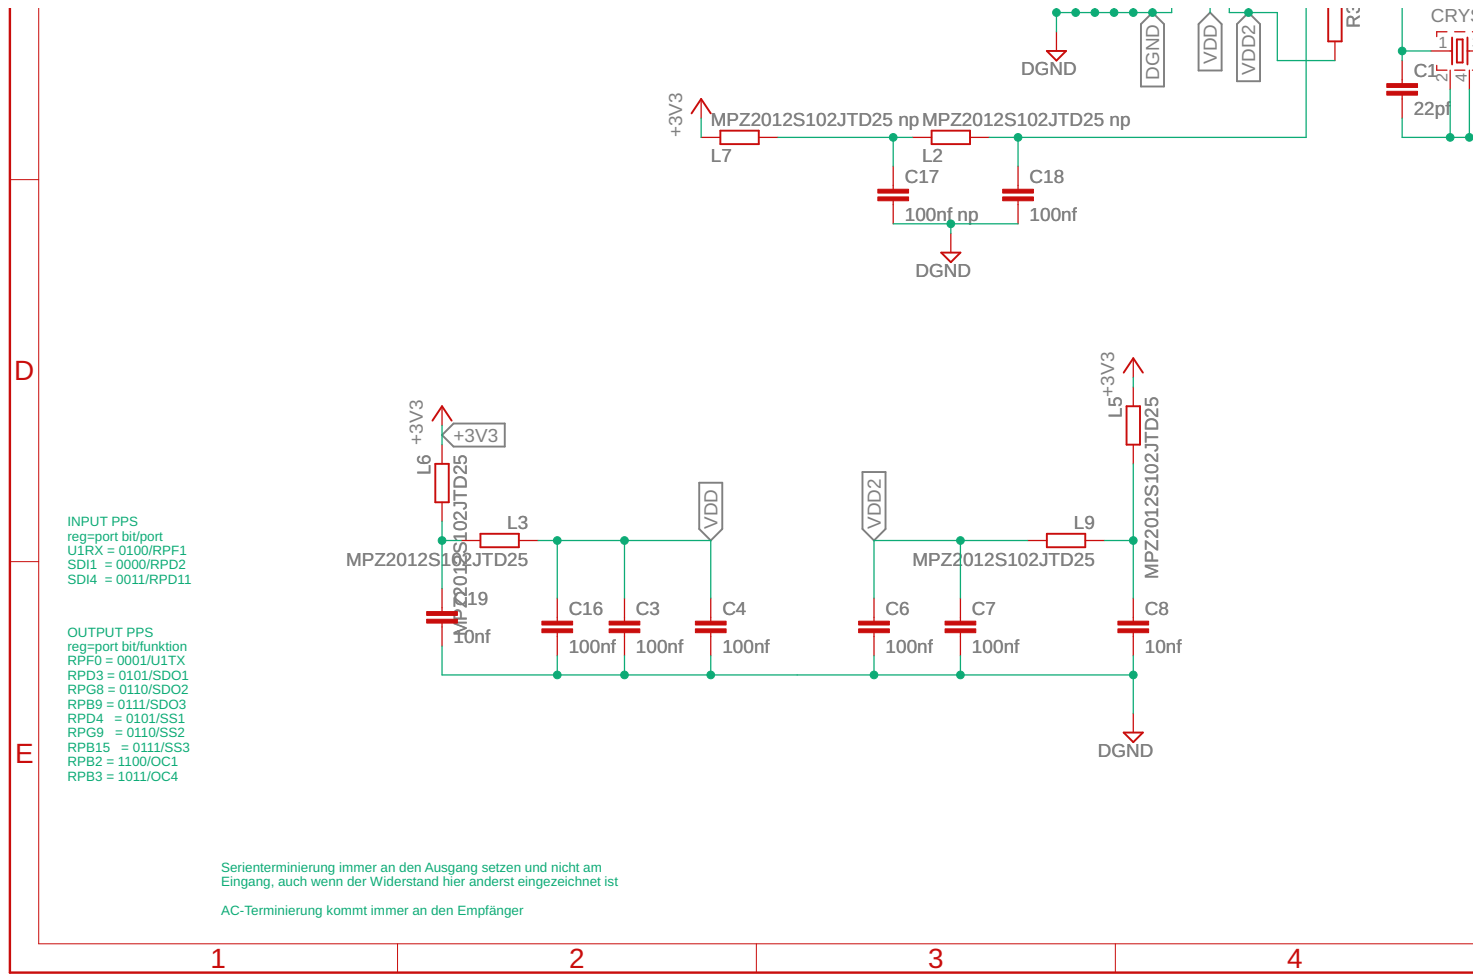 CRYS
R3
1
DGND
VDD
VDD2
DGND
C1
2
4
22pf
+3V3
MPZ2012S102JTD25 np
MPZ2012S102JTD25 np
L7
L2
C17
C18
100nf np
100nf
DGND
D
+3V3
L5
MPZ2012S102JTD25
+3V3
+3V3
L6
MPZ2012S102JTD25
VDD
VDD2
L3
L9
MPZ2012S102JTD25
MPZ2012S102JTD25
INPUT PPS
reg=port bit/port
U1RX = 0100/RPF1
SDI1 = 0000/RPD2
SDI4 = 0011/RPD11
C19
C16
C3
C4
C6
C7
C8
10nf
100nf
100nf
100nf
100nf
100nf
10nf
OUTPUT PPS
reg=port bit/funktion
RPF0 = 0001/U1TX
RPD3 = 0101/SDO1
RPG8 = 0110/SDO2
RPB9 = 0111/SDO3
RPD4 = 0101/SS1
RPG9 = 0110/SS2
RPB15 = 0111/SS3
RPB2 = 1100/OC1
RPB3 = 1011/OC4
DGND
E
Serienterminierung immer an den Ausgang setzen und nicht am
Eingang, auch wenn der Widerstand hier anderst eingezeichnet ist
AC-Terminierung kommt immer an den Empfänger
1
2
3
4